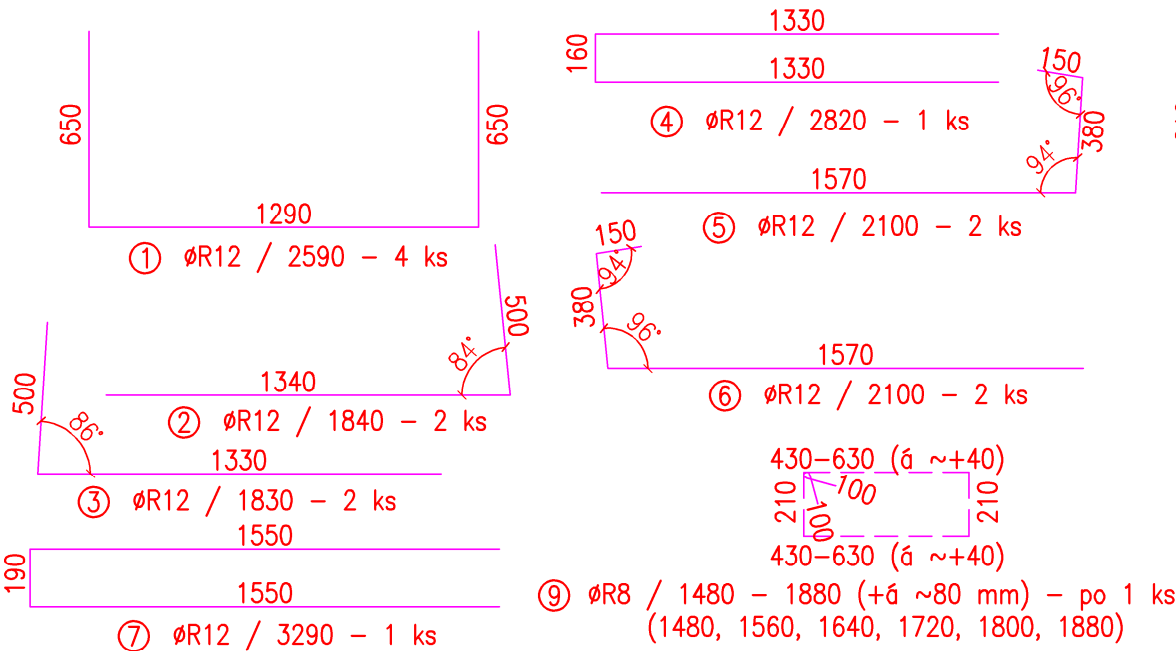 650
650
1290
① øR12 / 2590 – 4 ks
1330
160
1330
④ øR12 / 2820 – 1 ks
150
96°
380
94°
1570
⑤ øR12 / 2100 – 2 ks
500
84°
1340
② øR12 / 1840 – 2 ks
150
94°
380
96°
1570
⑥ øR12 / 2100 – 2 ks
500
86°
1330
③ øR12 / 1830 – 2 ks
1550
190
1550
⑦ øR12 / 3290 – 1 ks
430–630 (á ~+40)
210
100
100
210
430–630 (á ~+40)
⑨ øR8 / 1480 – 1880 (+á ~80 mm) – po 1 ks
(1480, 1560, 1640, 1720, 1800, 1880)